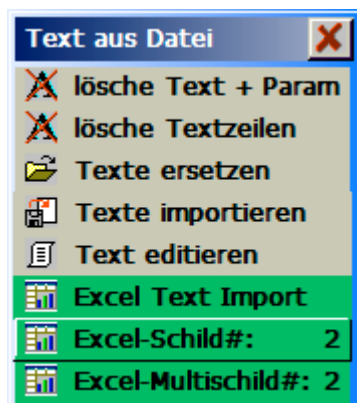 Text aus Datei
lösche Text + Param
lösche Textzeilen
Texte ersetzen
Texte importieren
Text editieren
Excel Text Import
Excel-Schild#: 2
Excel-Multischild#: 2